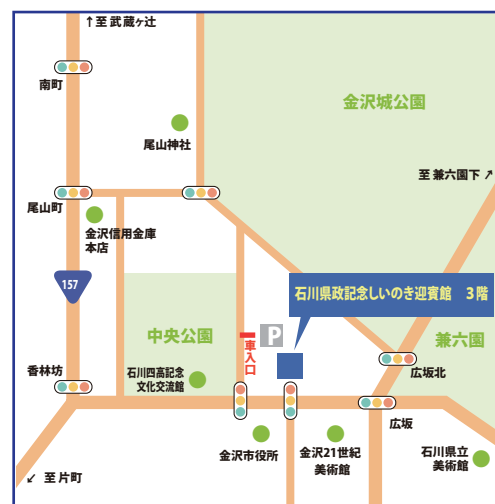 ↑至 武蔵ヶ辻
南町
金沢城公園
尾山神社
至 兼六園下 ↗
尾山町
金沢信用金庫
本店
157
石川県政記念しいのき迎賓館 3階
中央公園
P
車入口
兼六園
香林坊
石川四高記念
文化交流館
広坂北
広坂
金沢市役所
金沢21世紀
美術館
石川県立
美術館
↙ 至 片町